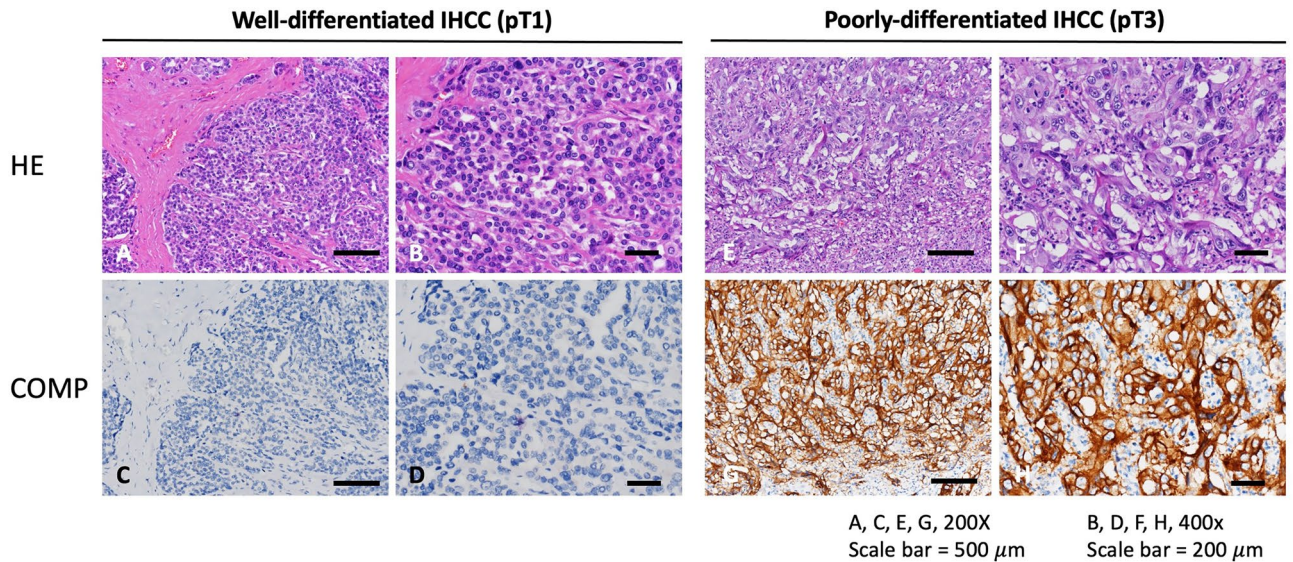 Well-differentiated IHCC (pT1)
Poorly-differentiated IHCC (pT3)
HE
A
B
E
F
COMP
C
D
G
H
A, C, E, G, 200X
Scale bar = 500 μm
B, D, F, H, 400x
Scale bar = 200 μm